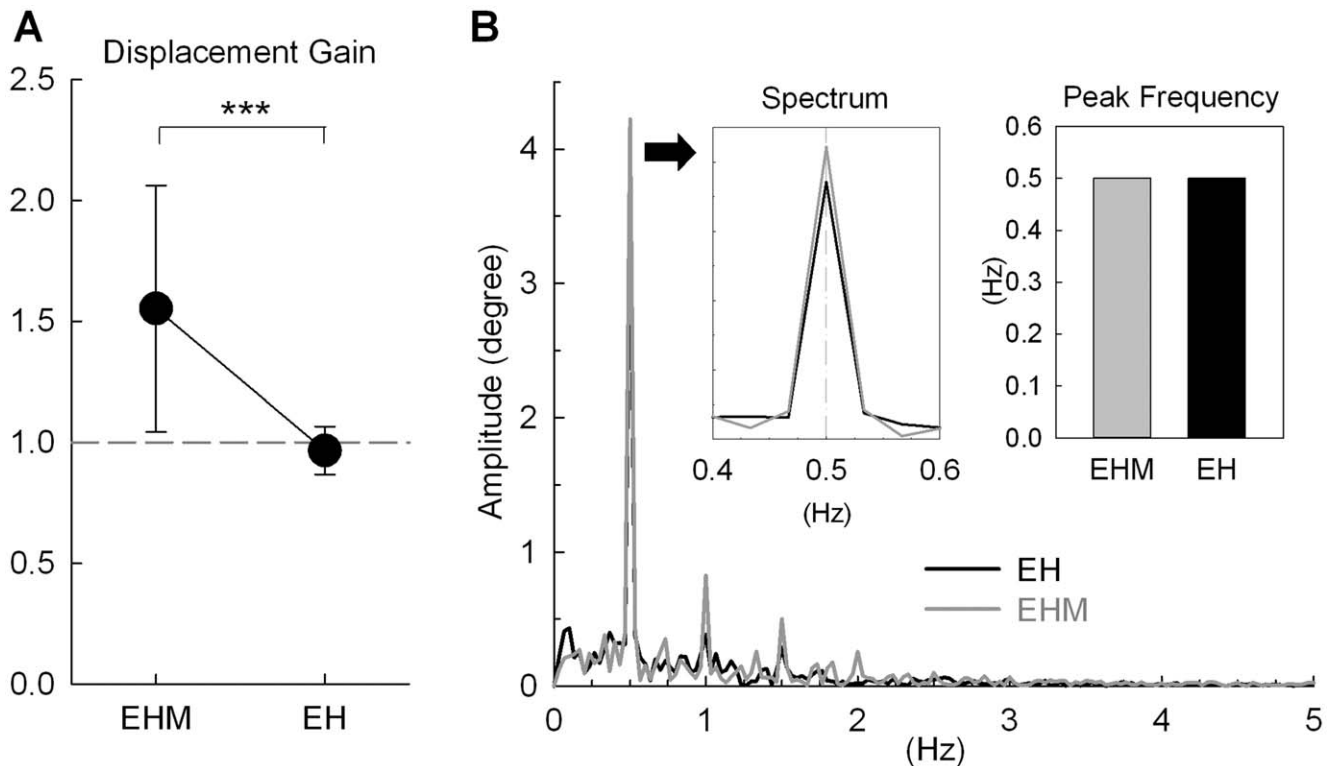 A
Displacement Gain
2.5
2.0
1.5
1.0
0.5
0.0
***
EHM
EH
B
Amplitude (degree)
4
3
2
1
0
0
1
2
3
4
5
(Hz)
Spectrum
0.4
0.5
0.6
(Hz)
Peak Frequency
(Hz)
0.6
0.5
0.4
0.3
0.2
0.1
0.0
EHM
EH
EH
EHM